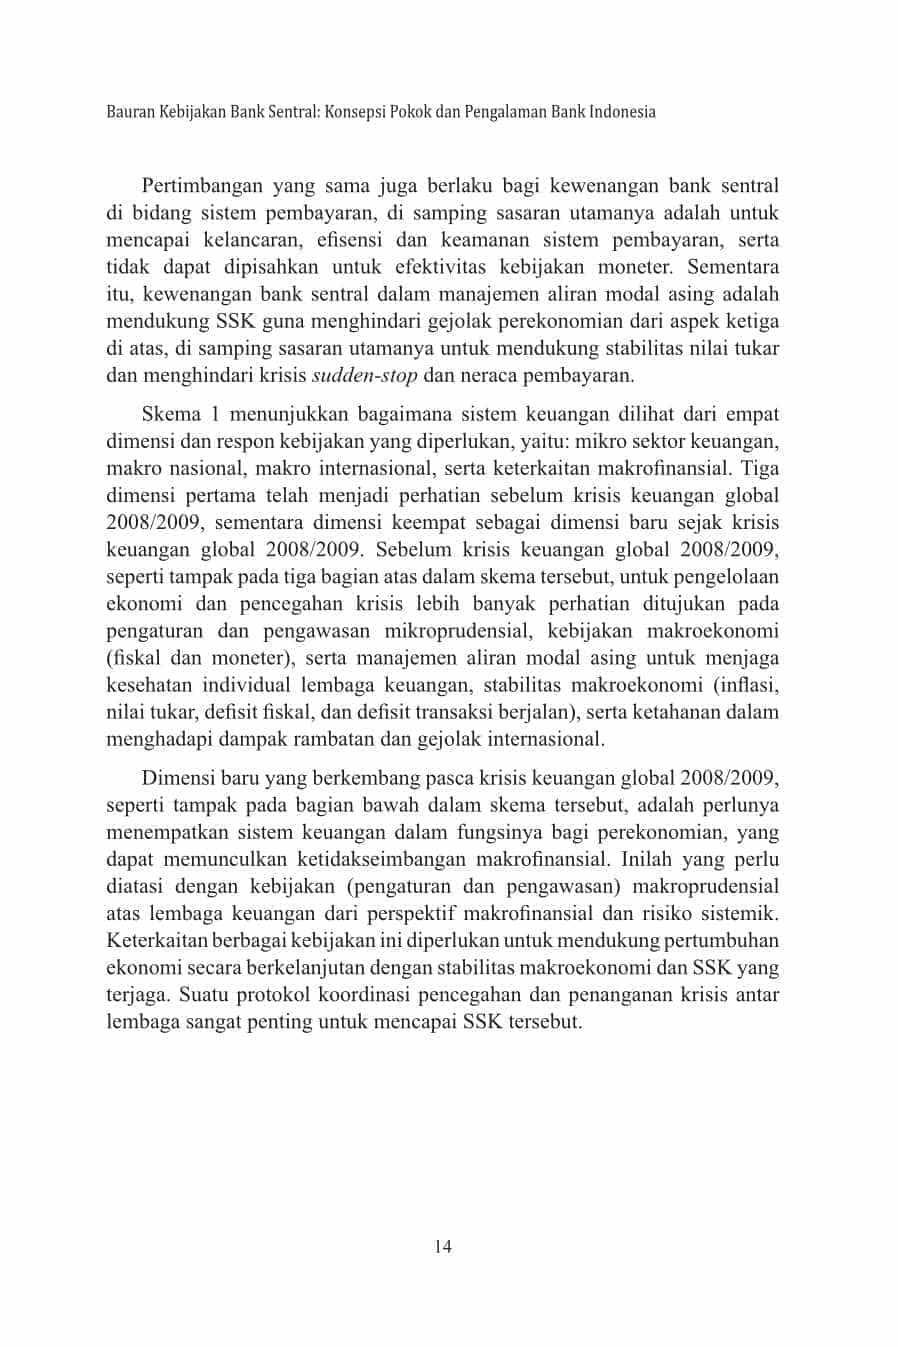 Bauran Kebijakan Bank Sentral: Konsepsi Pokok dan Pengalaman Bank Indonesia
Pertimbangan yang sama juga berlaku bagi kewenangan bank sentral
di bidang sistem pembayaran, di samping sasaran utamanya adalah untuk
mencapai kelancaran, efisensi dan keamanan sistem pembayaran, serta
tidak dapat dipisahkan untuk efektivitas kebijakan moneter. Sementara
itu, kewenangan bank sentral dalam manajemen aliran modal asing adalah
mendukung SSK guna menghindari gejolak perekonomian dari aspek ketiga
di atas, di samping sasaran utamanya untuk mendukung stabilitas nilai tukar
dan menghindari krisis sudden-stop dan neraca pembayaran.
Skema 1 menunjukkan bagaimana sistem keuangan dilihat dari empat
dimensi dan respon kebijakan yang diperlukan, yaitu: mikro sektor keuangan,
makro nasional, makro internasional, serta keterkaitan makrofinansial. Tiga
dimensi pertama telah menjadi perhatian sebelum krisis keuangan global
2008/2009, sementara dimensi keempat sebagai dimensi baru sejak krisis
keuangan global 2008/2009. Sebelum krisis keuangan global 2008/2009,
seperti tampak pada tiga bagian atas dalam skema tersebut, untuk pengelolaan
ekonomi dan pencegahan krisis lebih banyak perhatian ditujukan pada
pengaturan dan pengawasan mikroprudensial, kebijakan makroekonomi
(fiskal dan moneter), serta manajemen aliran modal asing untuk menjaga
kesehatan individual lembaga keuangan, stabilitas makroekonomi (inflasi,
nilai tukar, defisit fiskal, dan defisit transaksi berjalan), serta ketahanan dalam
menghadapi dampak rambatan dan gejolak internasional.
Dimensi baru yang berkembang pasca krisis keuangan global 2008/2009,
seperti tampak pada bagian bawah dalam skema tersebut, adalah perlunya
menempatkan sistem keuangan dalam fungsinya bagi perekonomian, yang
dapat memunculkan ketidakseimbangan makrofinansial. Inilah yang perlu
diatasi dengan kebijakan (pengaturan dan pengawasan) makroprudensial
atas lembaga keuangan dari perspektif makrofinansial dan risiko sistemik.
Keterkaitan berbagai kebijakan ini diperlukan untuk mendukung pertumbuhan
ekonomi secara berkelanjutan dengan stabilitas makroekonomi dan SSK yang
terjaga. Suatu protokol koordinasi pencegahan dan penanganan krisis antar
lembaga sangat penting untuk mencapai SSK tersebut.
14